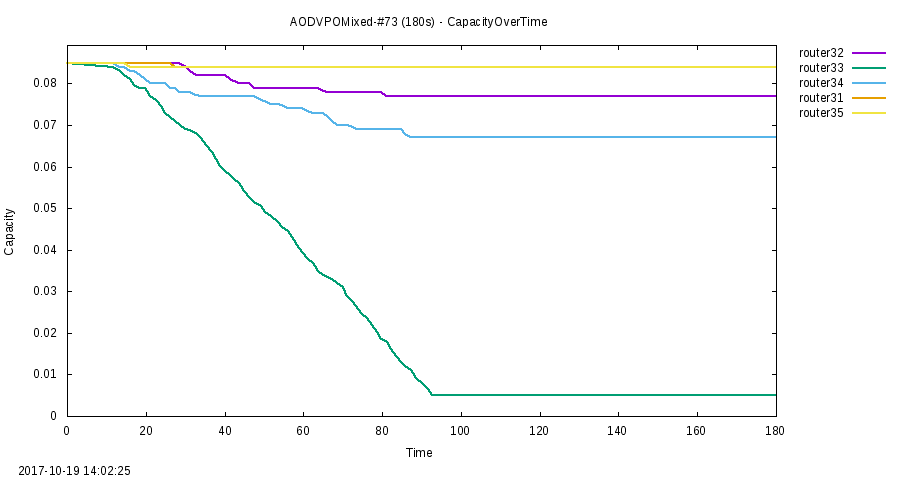 AODVPOMixed-#73 (180s) - CapacityOverTime
router32
router33
router34
router31
router35
0.08
0.07
0.06
0.05
0.04
0.03
0.02
0.01
0
Capacity
0 20 40 60 80 100 120 140 160 180
Time
2017-10-19 14:02:25